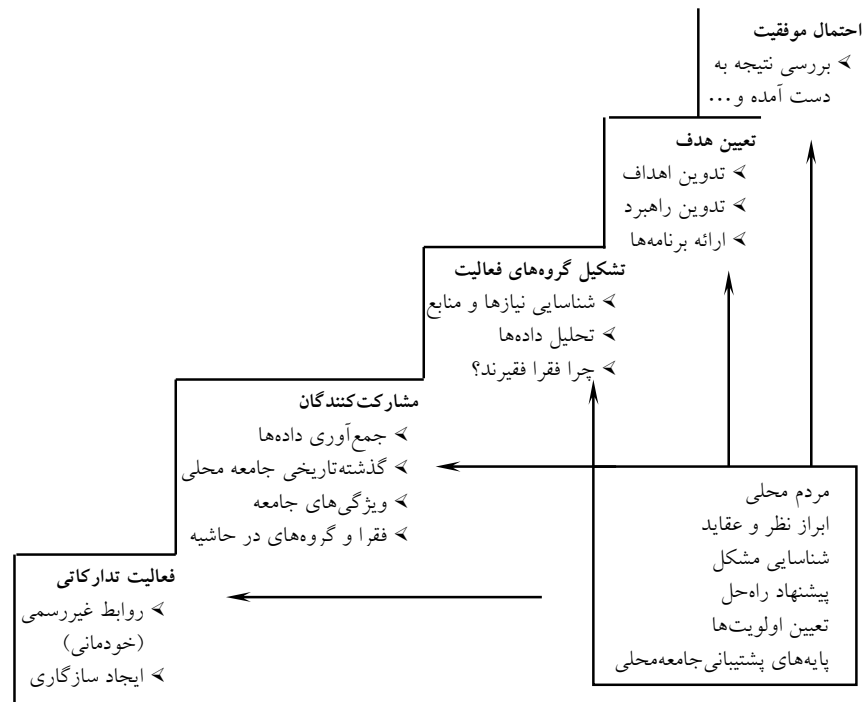 احتمال موفقیت
⮚ بررسی نتیجه به
دست آمده و...
تعیین هدف
⮚ تدوین اهداف
⮚ تدوین راهبرد
⮚ ارائه برنامه‌ها
تشکیل گروه‌های فعالیت
⮚ شناسایی نیازها و منابع
⮚ تحلیل داده‌ها
⮚ چرا فقرا فقیرند؟
مشارکت‌کنندگان
⮚ جمع‌آوری داده‌ها
⮚ گذشته‌تاریخی جامعه محلی
⮚ ویژگی‌های جامعه
⮚ فقرا و گروه‌های در حاشیه
فعالیت تدارکاتی
⮚ روابط غیررسمی
(خودمانی)
⮚ ایجاد سازگاری
مردم محلی
ابراز نظر و عقاید
شناسایی مشکل
پیشنهاد راه‌حل
تعیین اولویت‌ها
پایه‌های پشتیبانی‌جامعه‌محلی